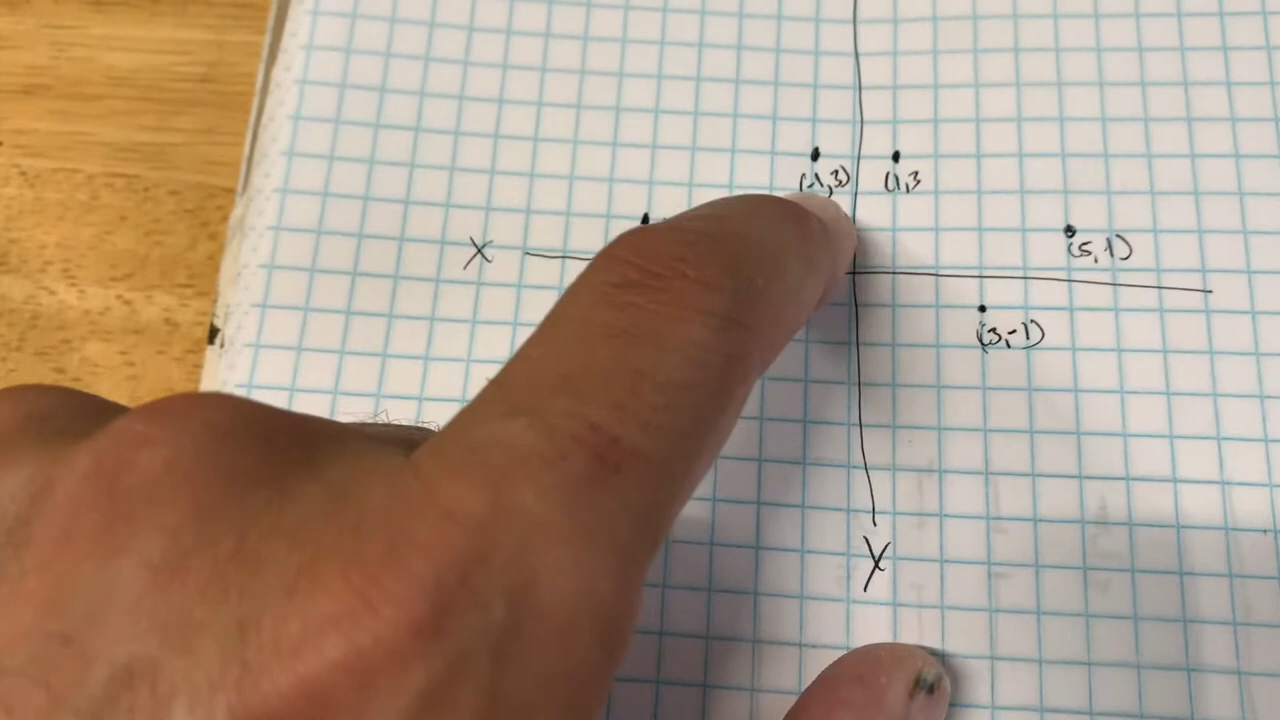 (-1,3) (1,3
X
(5,1)
(3,-1)
Y